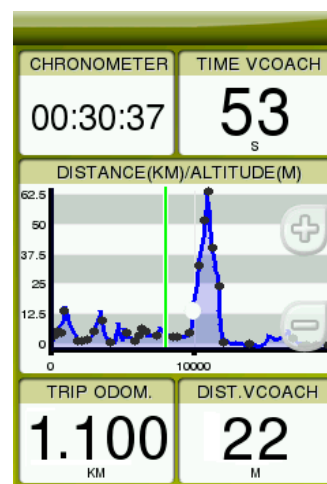 CHRONOMETER
TIME VCOACH
00:30:37
53
S
DISTANCE(KM)/ALTITUDE(M)
62.5
50
37.5
25
12.5
0
0
10000
TRIP ODOM.
DIST.VCOACH
1.100
22
KM
M